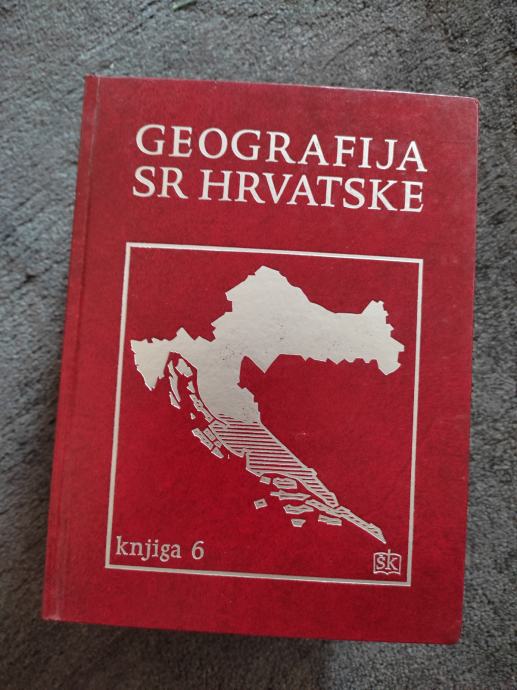 GEOGRAFIJA
SR HRVATSKE
knjiga 6
šk